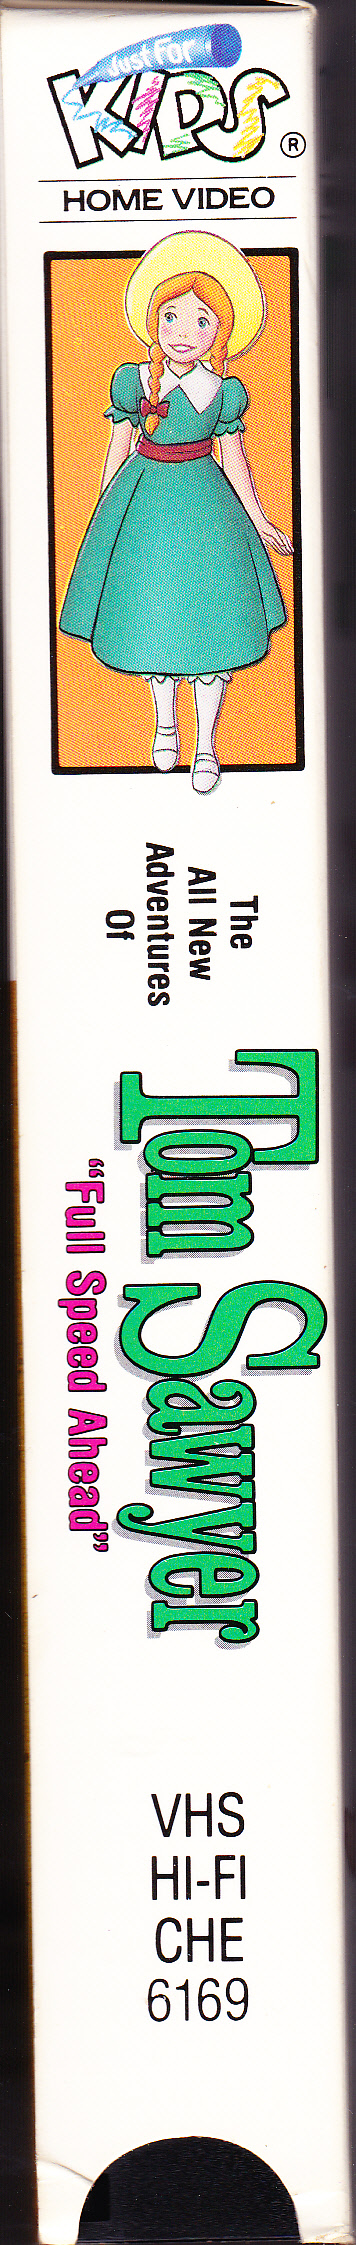 Just For
KIDS ®
HOME VIDEO
The
All New
Adventures
Of
Tom Sawyer
“Full Speed Ahead”
VHS
HI-FI
CHE
6169